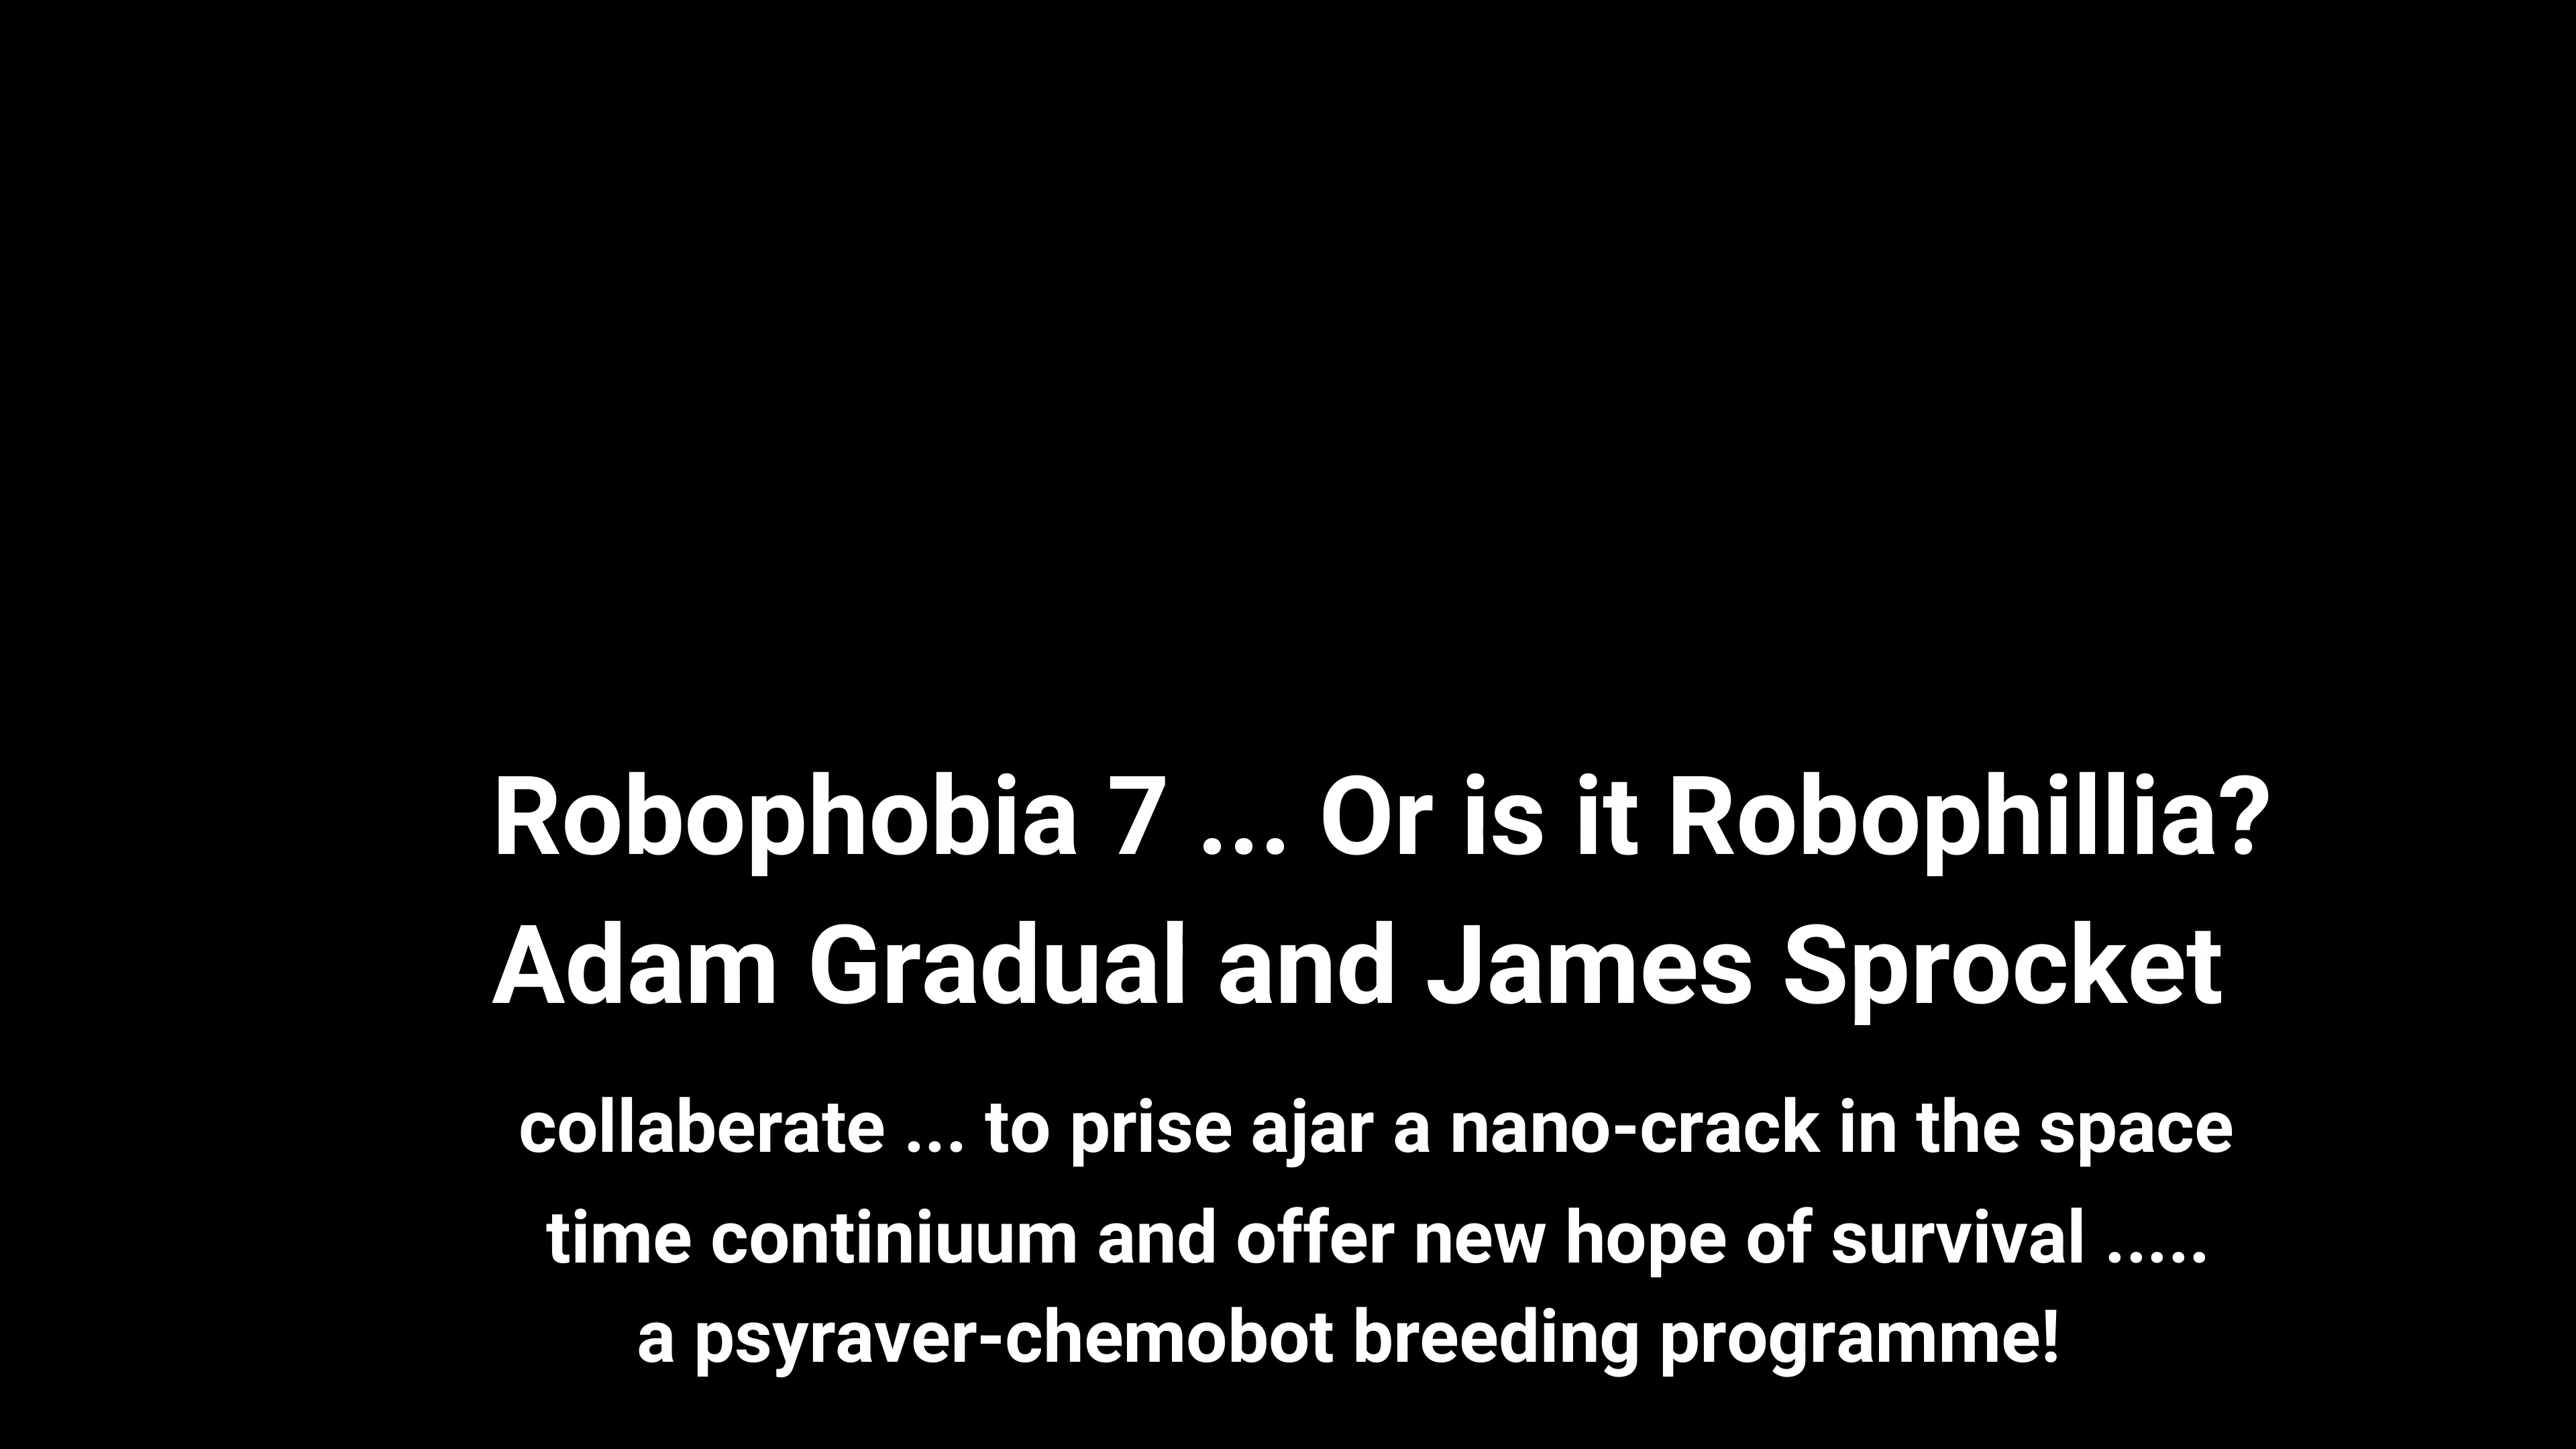 Robophobia 7 ... Or is it Robophillia?
Adam Gradual and James Sprocket
collaberate ... to prise ajar a nano-crack in the space
time continiuum and offer new hope of survival .....
a psyraver-chemobot breeding programme!